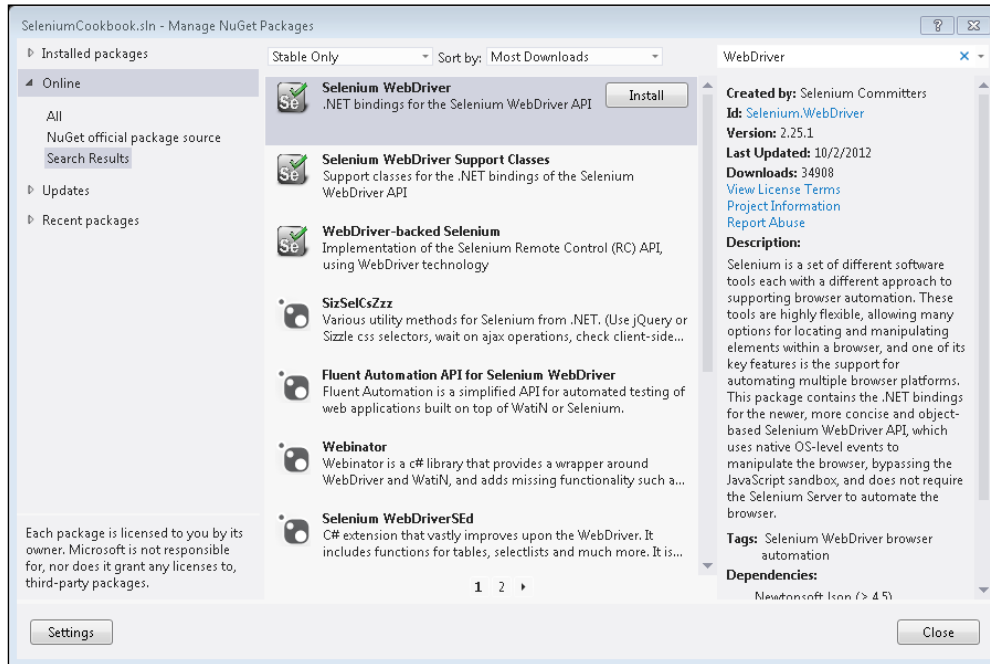 SeleniumCookbook.sln - Manage NuGet Packages
Installed packages
Online
All
NuGet official package source
Search Results
Updates
Recent packages
Each package is licensed to you by its
owner. Microsoft is not responsible
for, nor does it grant any licenses to,
third-party packages.
Settings
Stable Only
Sort by: Most Downloads
Selenium WebDriver
.NET bindings for the Selenium WebDriver API
Install
Selenium WebDriver Support Classes
Support classes for the .NET bindings of the Selenium
WebDriver API
WebDriver-backed Selenium
Implementation of the Selenium Remote Control (RC) API,
using WebDriver technology
SizSelCsZzz
Various utility methods for Selenium from .NET. (Use jQuery or
Sizzle css selectors, wait on ajax operations, check client-side...
Fluent Automation API for Selenium WebDriver
Fluent Automation is a simplified API for automated testing of
web applications built on top of WatiN or Selenium.
Webinator
Webinator is a c# library that provides a wrapper around
WebDriver and WatiN, and adds missing functionality such a...
Selenium WebDriverSEd
C# extension that vastly improves upon the WebDriver. It
includes functions for tables, selectlists and much more. It is...
1 2
WebDriver
Created by: Selenium Committers
Id: Selenium.WebDriver
Version: 2.25.1
Last Updated: 10/2/2012
Downloads: 34908
View License Terms
Project Information
Report Abuse
Description:
Selenium is a set of different software
tools each with a different approach to
supporting browser automation. These
tools are highly flexible, allowing many
options for locating and manipulating
elements within a browser, and one of its
key features is the support for
automating multiple browser platforms.
This package contains the .NET bindings
for the newer, more concise and object-
based Selenium WebDriver API, which
uses native OS-level events to
manipulate the browser, bypassing the
JavaScript sandbox, and does not require
the Selenium Server to automate the
browser.
Tags: Selenium WebDriver browser
automation
Dependencies:
Newtonsoft.Json (≥ 4.5)
Close